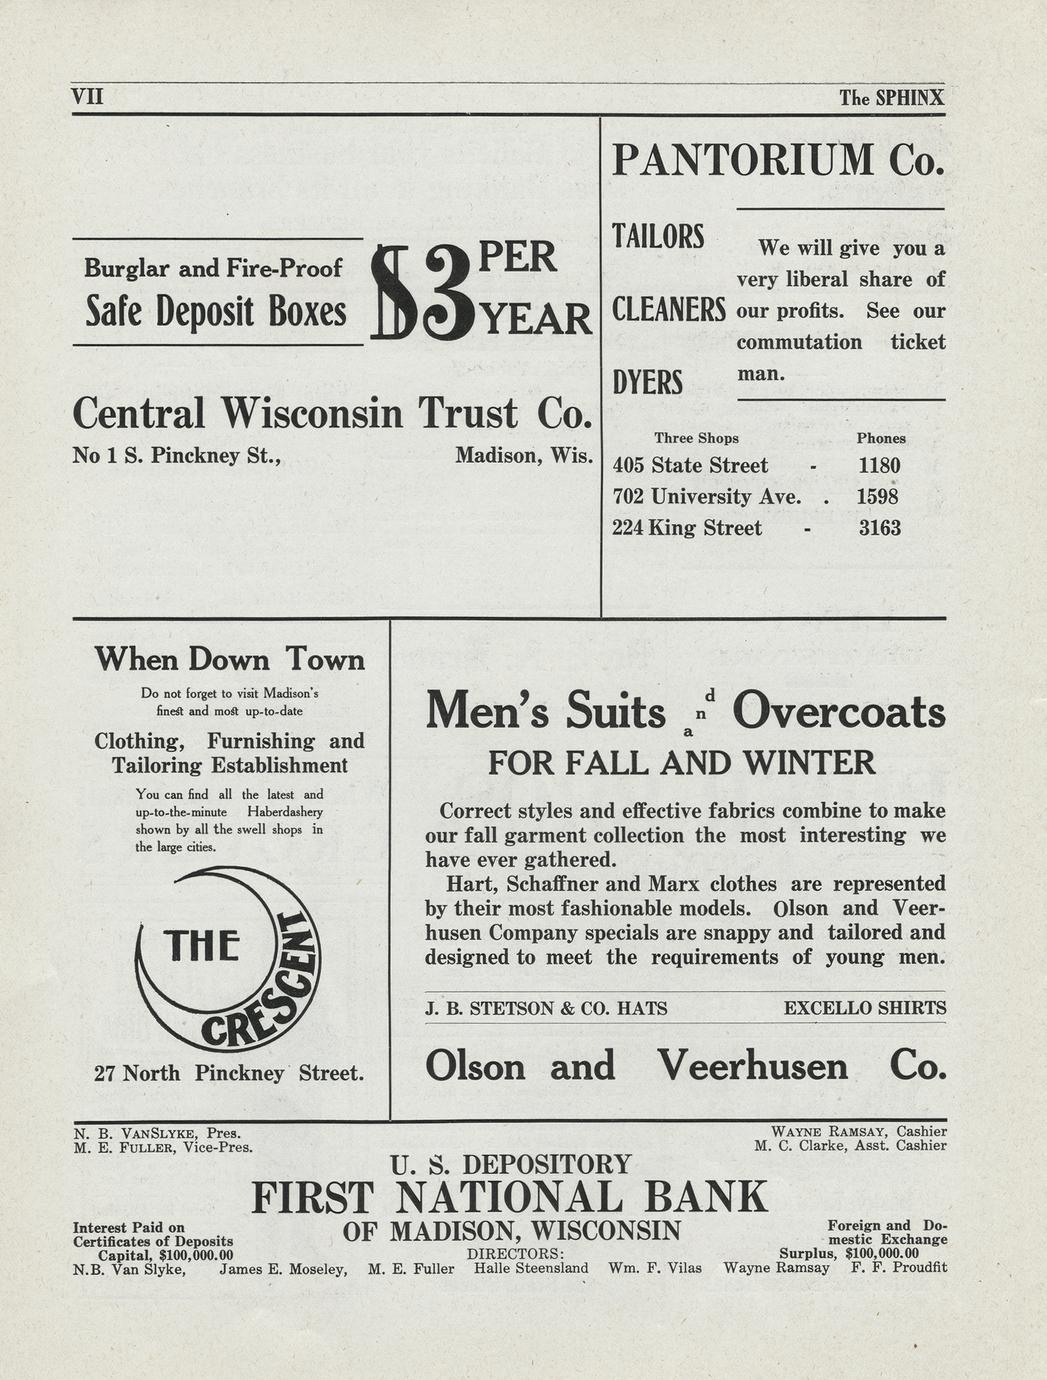 VII
The SPHINX
Burglar and Fire-Proof
Safe Deposit Boxes
$3 PER
YEAR
Central Wisconsin Trust Co.
No 1 S. Pinckney St., Madison, Wis.
PANTORIUM Co.
TAILORS
CLEANERS
DYERS
We will give you a
very liberal share of
our profits. See our
commutation ticket
man.
Three Shops Phones
405 State Street - 1180
702 University Ave. . 1598
224 King Street - 3163
When Down Town
Do not forget to visit Madison's
finest and most up-to-date
Clothing, Furnishing and
Tailoring Establishment
You can find all the latest and
up-to-the-minute Haberdashery
shown by all the swell shops in
the large cities.
THE
CRESCENT
27 North Pinckney Street.
Men's Suits and Overcoats
FOR FALL AND WINTER
Correct styles and effective fabrics combine to make
our fall garment collection the most interesting we
have ever gathered.
Hart, Schaffner and Marx clothes are represented
by their most fashionable models. Olson and Veer-
husen Company specials are snappy and tailored and
designed to meet the requirements of young men.
J. B. STETSON & CO. HATS EXCELLO SHIRTS
Olson and Veerhusen Co.
N. B. VANSLYKE, Pres.
M. E. FULLER, Vice-Pres.
WAYNE RAMSAY, Cashier
M. C. Clarke, Asst. Cashier
U. S. DEPOSITORY
FIRST NATIONAL BANK
OF MADISON, WISCONSIN
Interest Paid on
Certificates of Deposits
Capital, $100,000.00
Foreign and Do-
mestic Exchange
Surplus, $100,000.00
DIRECTORS:
N.B. Van Slyke, James E. Moseley, M. E. Fuller Halle Steensland Wm. F. Vilas Wayne Ramsay F. F. Proudfit